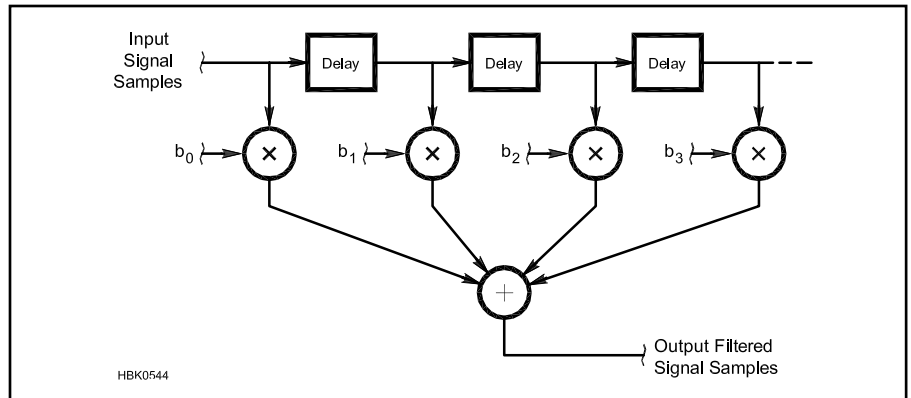 Input
Signal
Samples
Delay
Delay
Delay
b0
×
b1
×
b2
×
b3
×
+
Output Filtered
Signal Samples
HBK0544